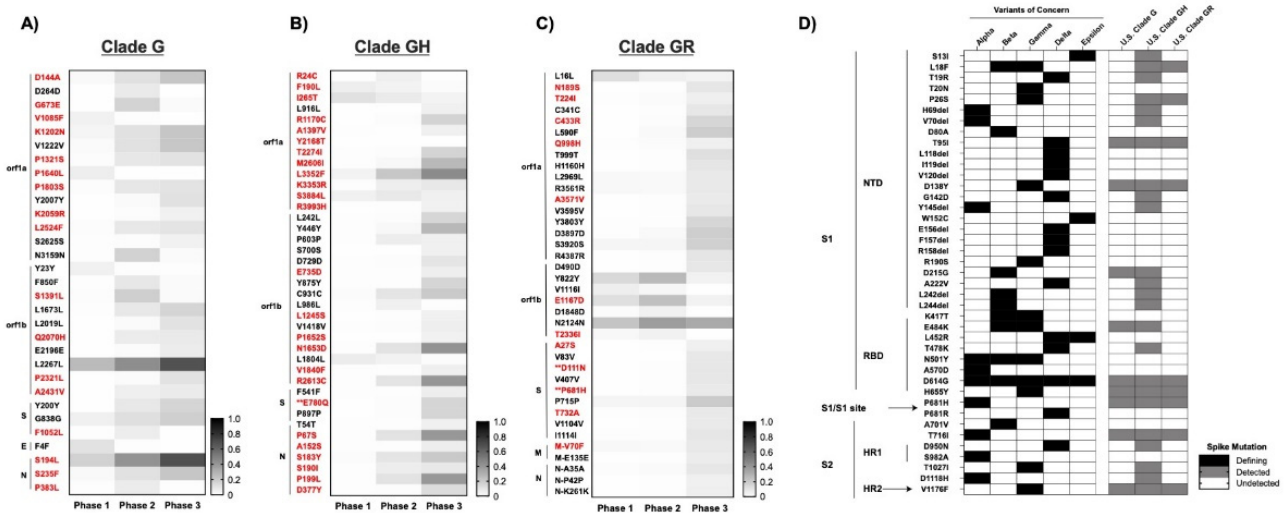 A)
Clade G
D144A
D264D
G673E
V1085F
K1202N
V1222V
P1321S
P1640L
P1803S
Y2007Y
K2059R
L2524F
S2625S
N3159N
Y23Y
F850F
S1391L
L1673L
L2019L
Q2070H
E2196E
L2267L
P2321L
A2431V
Y200Y
G838G
F1052L
F4F
S194L
S235F
P383L
orf1a
orf1b
S
E
N
Phase 1 Phase 2 Phase 3
1.0
0.8
0.6
0.4
0.2
0
B)
Clade GH
R24C
F190L
I265T
L916L
R1170C
A1397V
Y2168T
T2274I
M2606I
L3352F
K3353R
S3884L
R3993H
L242L
Y446Y
P603P
S700S
D729D
E735D
Y875Y
C931C
L986L
L1245S
V1418V
P1652S
N1653D
L1804L
V1840F
R2613C
F541F
**E780Q
P897P
T54T
P67S
A152S
S183Y
S190I
P199L
D377Y
orf1a
orf1b
S
N
Phase 1 Phase 2 Phase 3
1.0
0.8
0.6
0.4
0.2
0
C)
Clade GR
L16L
N189S
T224I
C341C
C433R
L590F
Q998H
T999T
H1160H
L2969L
R3561R
A3571V
V3595V
Y3803Y
D3897D
S3920S
R4387R
D490D
Y822Y
V1116I
E1167D
D1848D
N2124N
T2336I
A27S
V83V
**D111N
V407V
**P681H
P715P
T732A
V1104V
I1114I
M-V70F
M-E135E
N-A35A
N-P42P
N-K261K
orf1a
orf1b
S
M
N
Phase 1 Phase 2 Phase 3
1.0
0.8
0.6
0.4
0.2
0
D)
Variants of Concern
Alpha
Beta
Gamma
Delta
Epsilon
U.S. Clade G
U.S. Clade GH
U.S. Clade GR
S13I
L18F
T19R
T20N
P26S
H69del
V70del
D80A
T95I
L118del
I119del
V120del
D138Y
G142D
Y145del
W152C
E156del
F157del
R158del
R190S
D215G
A222V
L242del
L244del
K417T
E484K
L452R
T478K
N501Y
A570D
D614G
H655Y
P681H
P681R
A701V
T716I
D950N
S982A
T1027I
D1118H
V1176F
NTD
S1
RBD
S1/S1 site
HR1
S2
HR2
Spike Mutation
Defining
Detected
Undetected